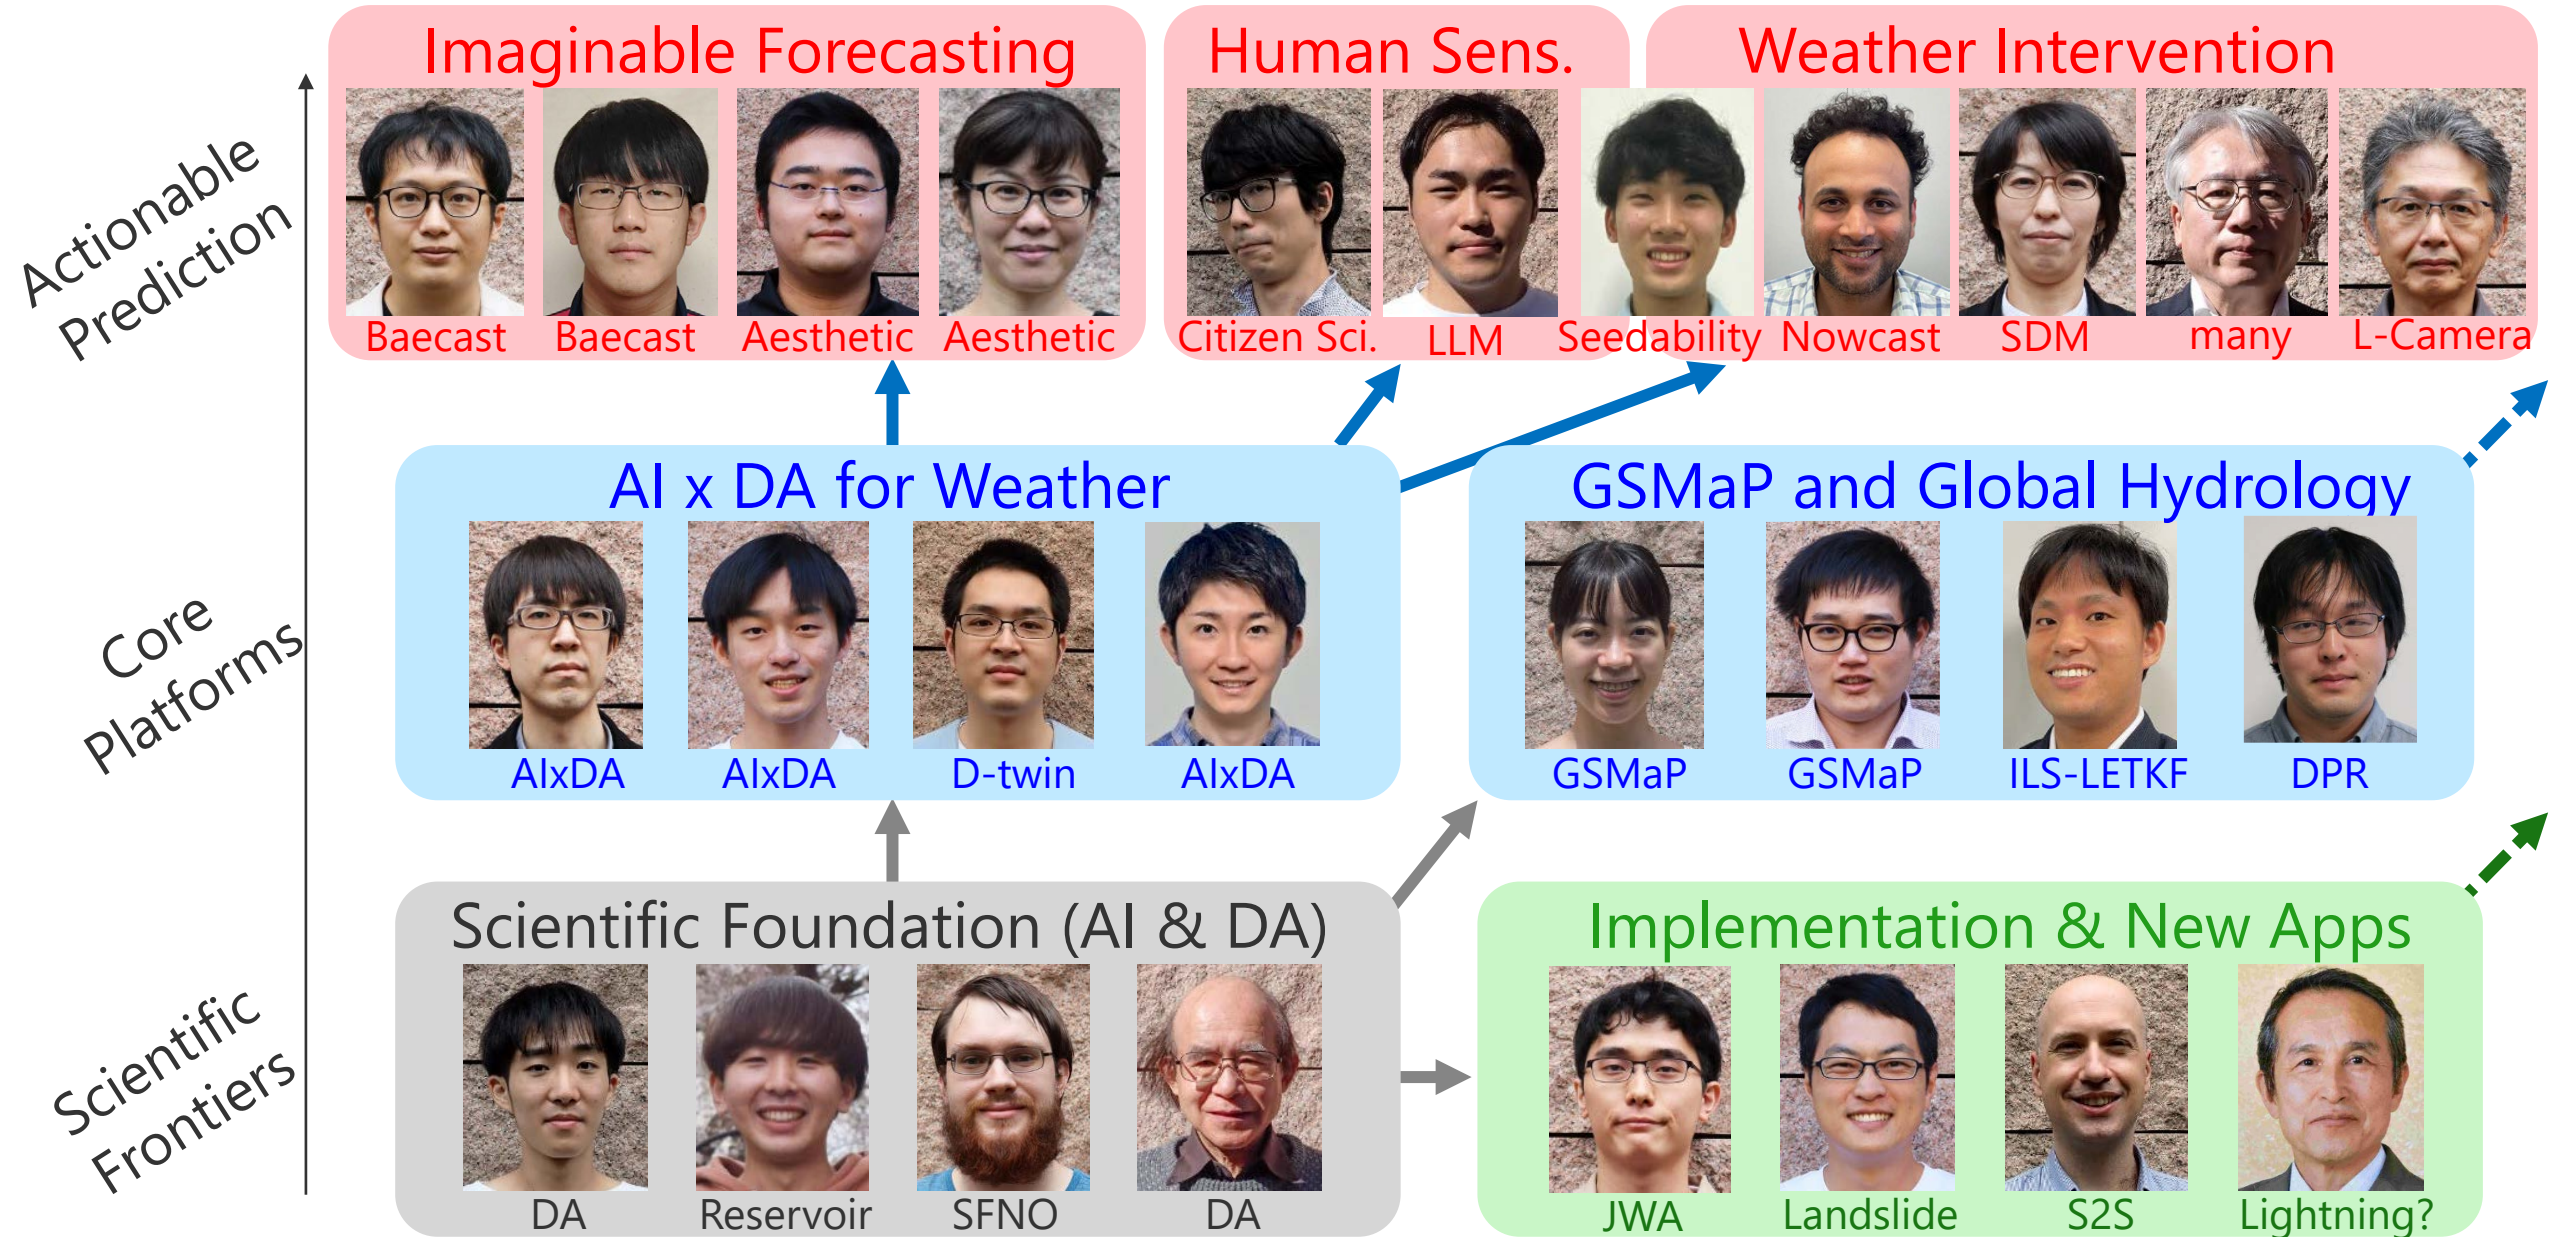 Imaginable Forecasting
Human Sens.
Weather Intervention
Actionable
Prediction
Baecast
Baecast
Aesthetic
Aesthetic
Citizen Sci.
LLM
Seedability
Nowcast
SDM
many
L-Camera
AI x DA for Weather
GSMaP and Global Hydrology
Core
Platforms
AIxDA
AIxDA
D-twin
AIxDA
GSMaP
GSMaP
ILS-LETKF
DPR
Scientific Foundation (AI & DA)
Implementation & New Apps
Scientific
Frontiers
DA
Reservoir
SFNO
DA
JWA
Landslide
S2S
Lightning?